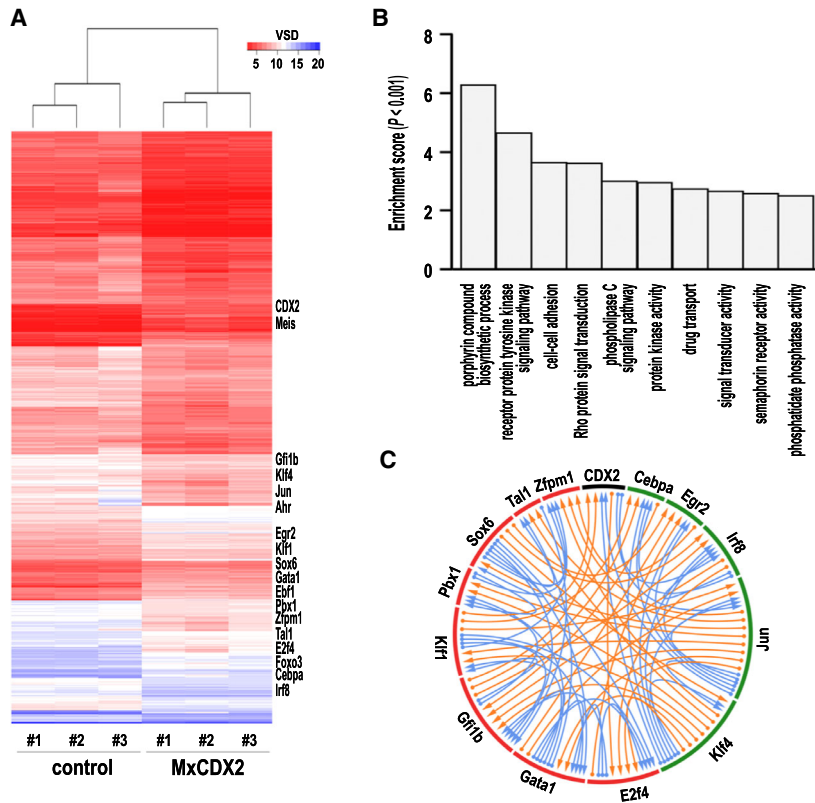 A
VSD
5 10 15 20
CDX2
Meis
Gfi1b
Klf4
Jun
Ahr
Egr2
Klf1
Sox6
Gata1
Ebf1
Pbx1
Zfpm1
Tal1
E2f4
Foxo3
Cebpa
Irf8
#1 #2 #3 #1 #2 #3
control MxCDX2
B
Enrichment score (P < 0.001)
8
6
4
2
0
porphyrin compound
biosynthetic process
receptor protein tyrosine kinase
signaling pathway
cell-cell adhesion
Rho protein signal transduction
phospholipase C
signaling pathway
protein kinase activity
drug transport
signal transducer activity
semaphorin receptor activity
phosphatidate phosphatase activity
C
CDX2
Cebpa
Egr2
Irf8
Jun
Klf4
E2f4
Gata1
Gfi1b
Klf1
Pbx1
Sox6
Tal1
Zfpm1